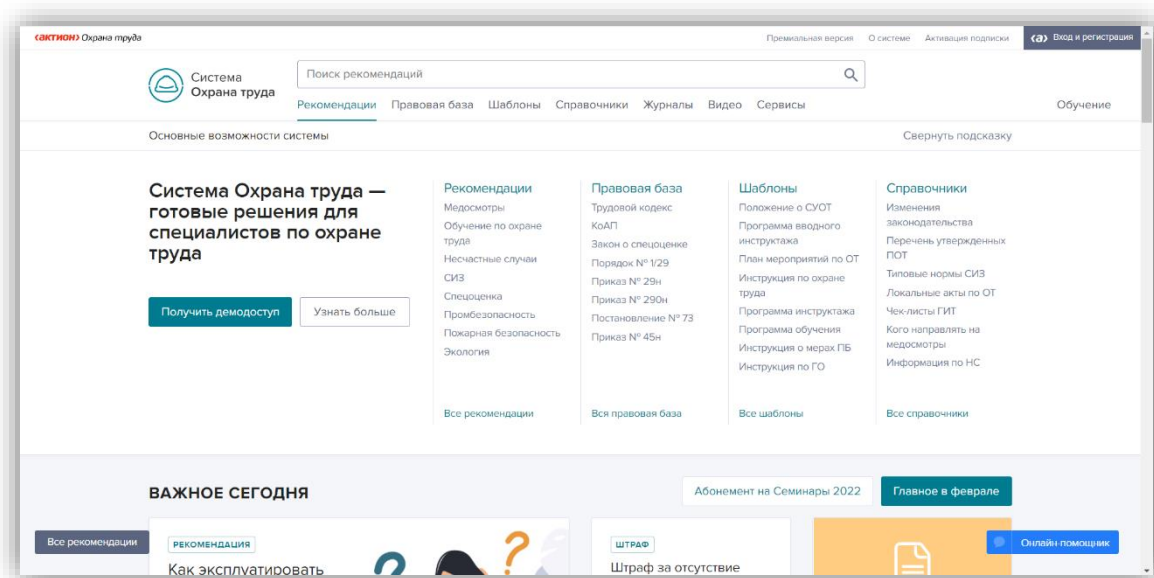 ‹актион› Охрана труда
Премиальная версия О системе Активация подписки ‹a› Вход и регистрация
Система
Охрана труда
Поиск рекомендаций
Рекомендации Правовая база Шаблоны Справочники Журналы Видео Сервисы Обучение
Основные возможности системы Свернуть подсказку
Система Охрана труда —
готовые решения для
специалистов по охране
труда
Получить демодоступ Узнать больше
Рекомендации
Медосмотры
Обучение по охране
труда
Несчастные случаи
СИЗ
Спецоценка
Промбезопасность
Пожарная безопасность
Экология
Все рекомендации
Правовая база
Трудовой кодекс
КоАП
Закон о спецоценке
Порядок № 1/29
Приказ № 29н
Приказ № 290н
Постановление № 73
Приказ № 45н
Вся правовая база
Шаблоны
Положение о СУОТ
Программа вводного
инструктажа
План мероприятий по ОТ
Инструкция по охране
труда
Программа инструктажа
Программа обучения
Инструкция о мерах ПБ
Инструкция по ГО
Все шаблоны
Справочники
Изменения
законодательства
Перечень утвержденных
ПОТ
Типовые нормы СИЗ
Локальные акты по ОТ
Чек-листы ГИТ
Кого направлять на
медосмотры
Информация по НС
Все справочники
ВАЖНОЕ СЕГОДНЯ
Абонемент на Семинары 2022 Главное в феврале
Все рекомендации
РЕКОМЕНДАЦИЯ
Как эксплуатировать
ШТРАФ
Штраф за отсутствие
Онлайн-помощник